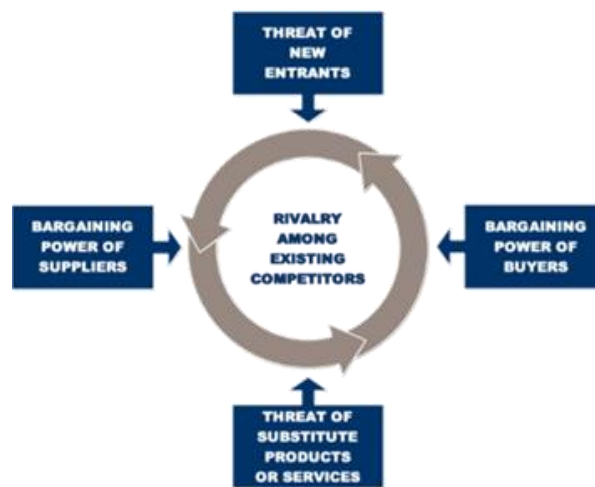 THREAT OF
NEW
ENTRANTS
BARGAINING
POWER OF
SUPPLIERS
RIVALRY
AMONG
EXISTING
COMPETITORS
BARGAINING
POWER OF
BUYERS
THREAT OF
SUBSTITUTE
PRODUCTS
OR SERVICES